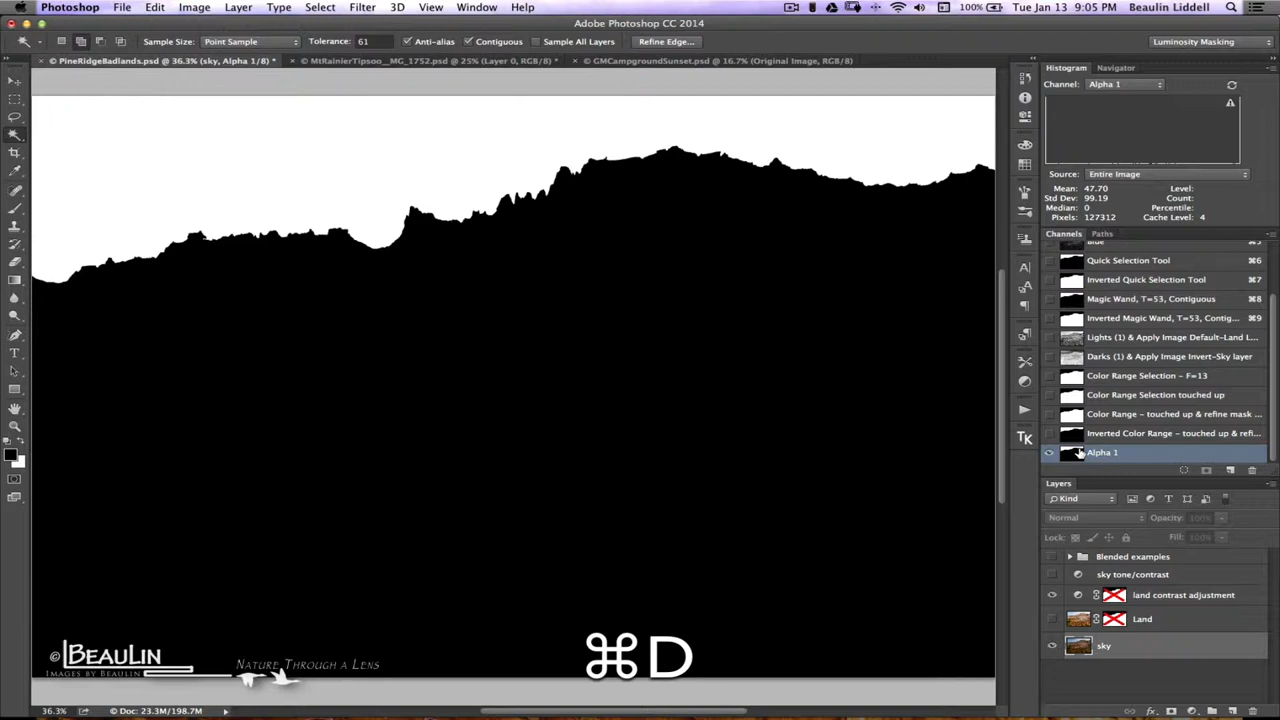 Photoshop File Edit Image Layer Type Select Filter 3D View Window Help 100% Tue Jan 13 9:05 PM Beaulin Liddell
Adobe Photoshop CC 2014
Sample Size: Point Sample Tolerance: 61 Anti-alias Contiguous Sample All Layers Refine Edge... Luminosity Masking
PineRidgeBadlands.psd @ 36.3% (sky, Alpha 1/8) * MtRainierTipsoo__MG_1752.psd @ 25% (Layer 0, RGB/8) * GMCampgroundSunset.psd @ 16.7% (Original Image, RGB/8)
Histogram Navigator
Channel: Alpha 1
Source: Entire Image
Mean: 47.70 Level:
Std Dev: 99.19 Count:
Median: 0 Percentile:
Pixels: 127312 Cache Level: 4
Channels Paths
Blue ⌘5
Quick Selection Tool ⌘6
Inverted Quick Selection Tool ⌘7
Magic Wand, T=53, Contiguous ⌘8
Inverted Magic Wand, T=53, Contig... ⌘9
Lights (1) & Apply Image Default-Land L...
Darks (1) & Apply Image Invert-Sky layer
Color Range Selection - F=13
Color Range Selection touched up
Color Range - touched up & refine mask ...
Inverted Color Range - touched up & refi...
Alpha 1
TK
Layers
Kind
Normal Opacity: 100%
Lock: Fill: 100%
Blended examples
sky tone/contrast
land contrast adjustment
Land
sky
© LBEAULIN NATURE THROUGH A LENS
IMAGES BY BEAULIN
⌘D
36.3% Doc: 23.3M/198.7M